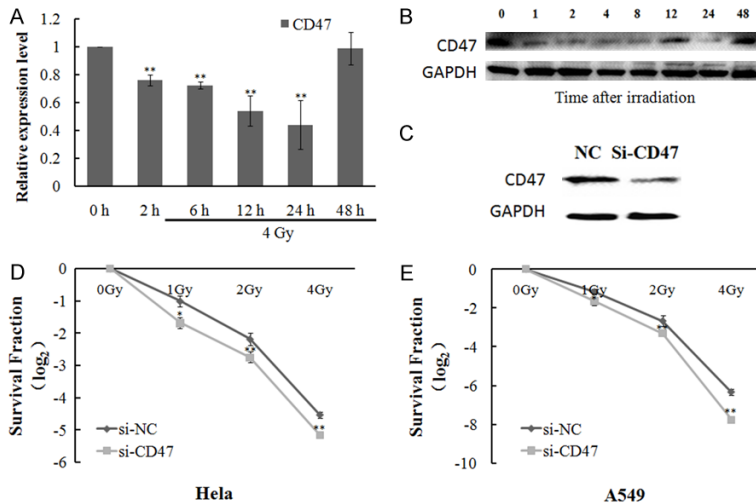 A
CD47
Relative expression level
1.2
1
0.8
0.6
0.4
0.2
0
**
**
**
**
0 h 2 h 6 h 12 h 24 h 48 h
4 Gy
B
0 1 2 4 8 12 24 48
CD47
GAPDH
Time after irradiation
C
NC Si-CD47
CD47
GAPDH
D
Survival Fraction
(log2)
0
-1
-2
-3
-4
-5
-6
0Gy 1Gy 2Gy 4Gy
*
**
**
si-NC
si-CD47
Hela
E
Survival Fraction
(log2)
0
-2
-4
-6
-8
-10
0Gy 1Gy 2Gy 4Gy
*
**
**
si-NC
si-CD47
A549